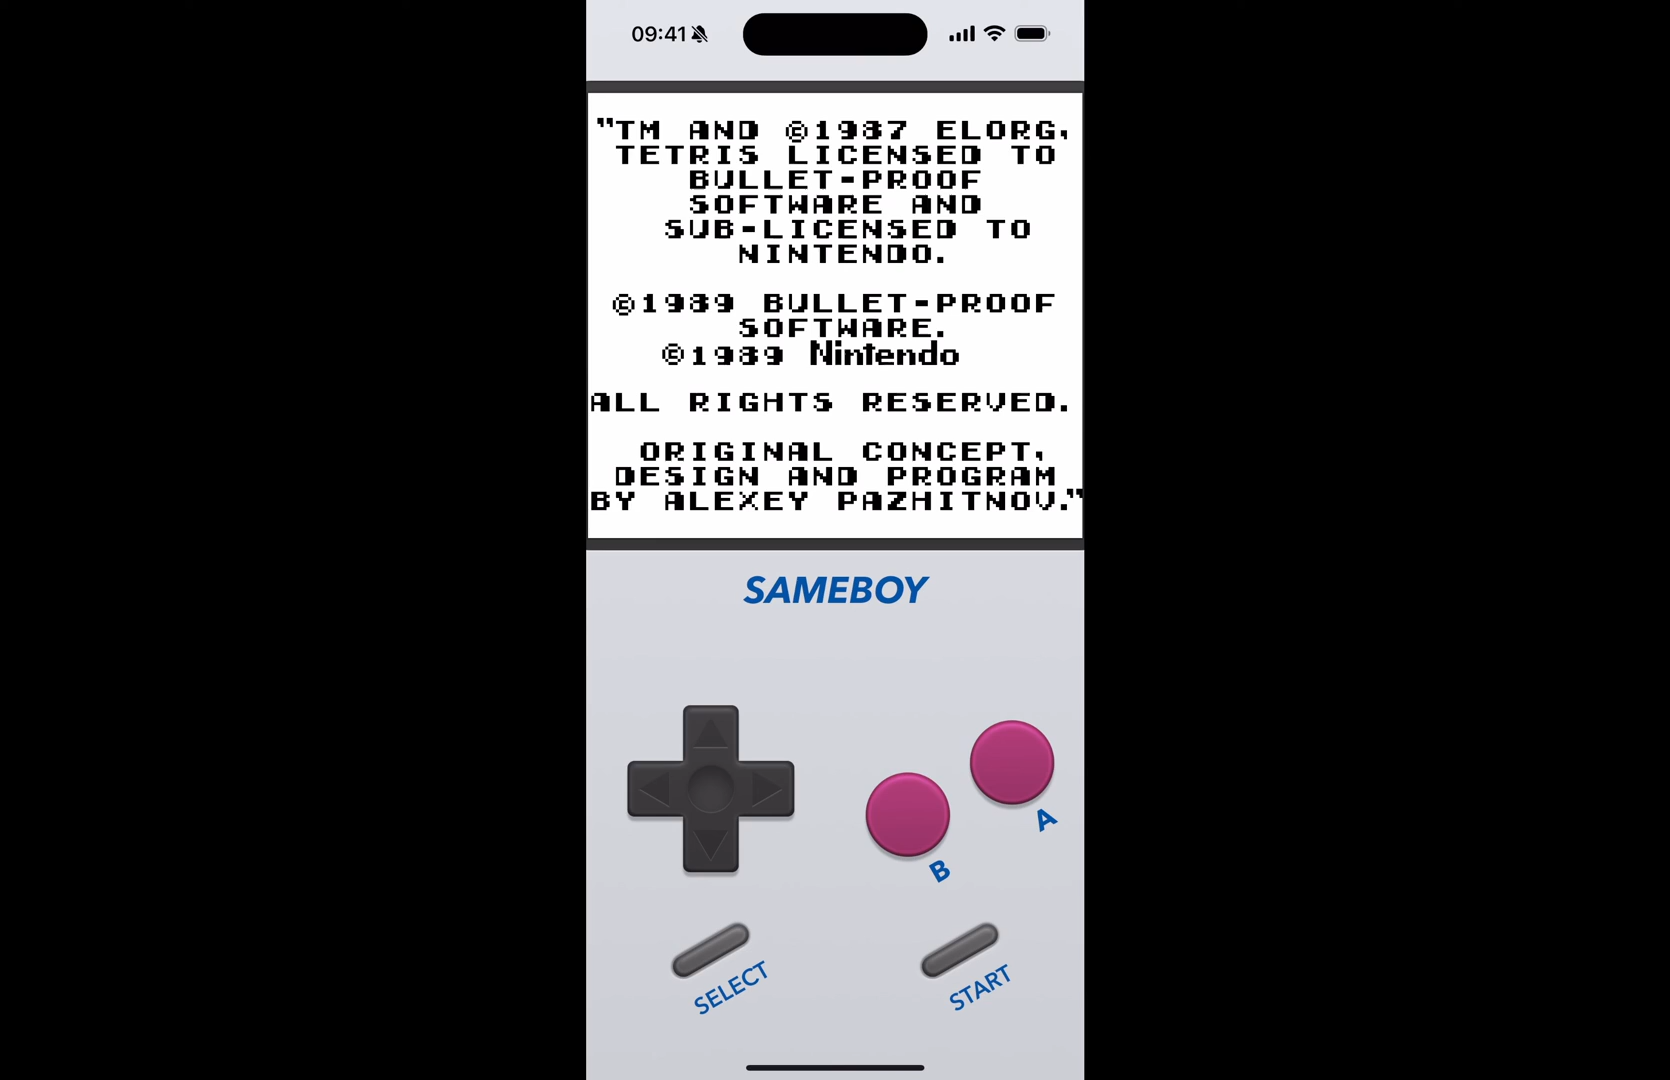 09:41
"TM AND ©1987 ELORG,
TETRIS LICENSED TO
BULLET-PROOF
SOFTWARE AND
SUB-LICENSED TO
NINTENDO.
©1989 BULLET-PROOF
SOFTWARE.
©1989 Nintendo
ALL RIGHTS RESERVED.
ORIGINAL CONCEPT,
DESIGN AND PROGRAM
BY ALEXEY PAZHITNOV."
SAMEBOY
A
B
SELECT
START